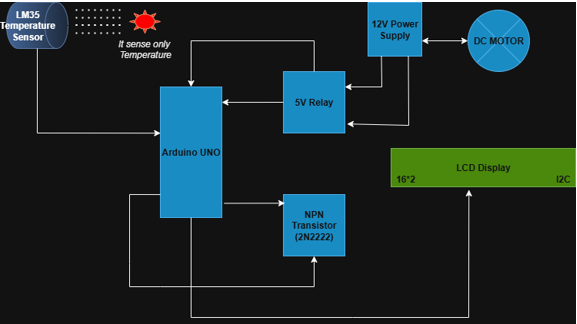 LM35
Temperature
Sensor
It sense only
Temperature
12V Power
Supply
DC MOTOR
5V Relay
Arduino UNO
LCD Display
16*2
I2C
NPN
Transistor
(2N2222)